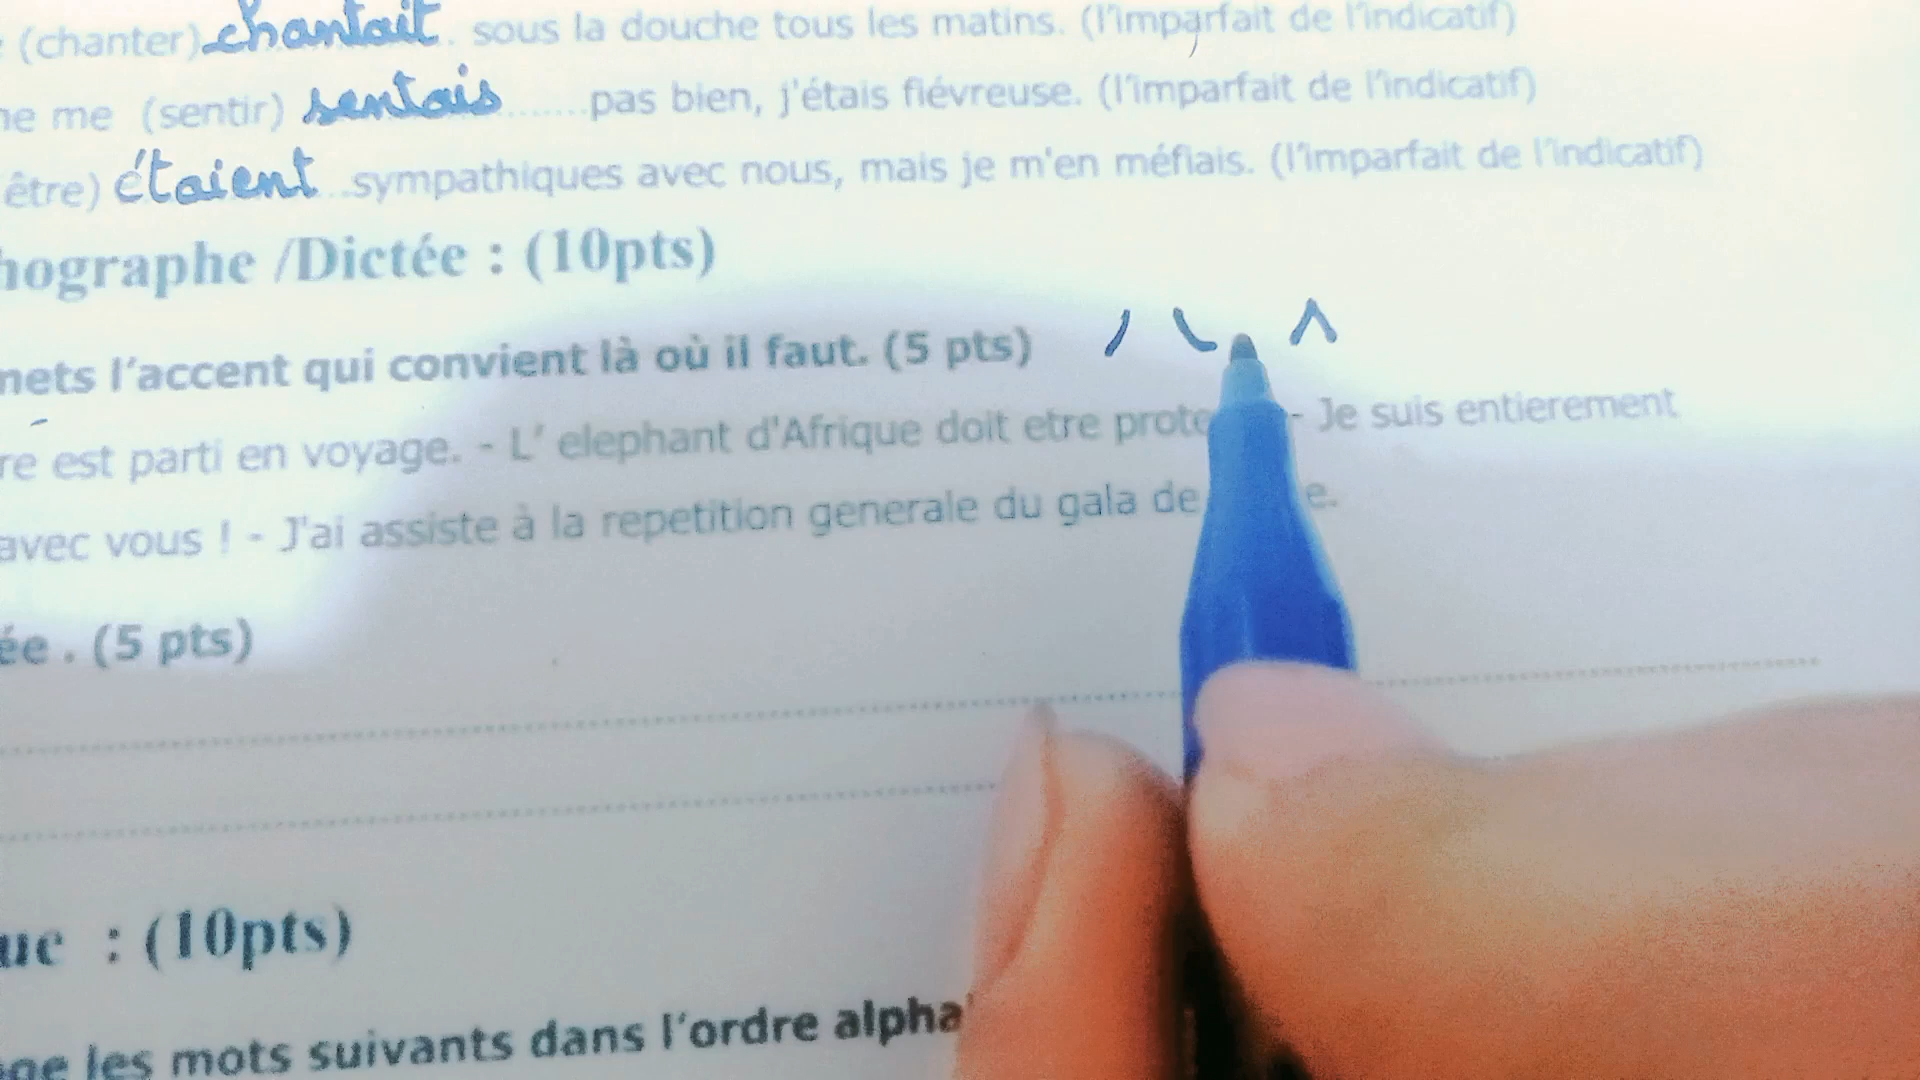 (chanter) chantait. sous la douche tous les matins. (l'imparfait de l'indicatif)
me (sentir) sentais .......pas bien, j'étais fiévreuse. (l'imparfait de l'indicatif)
être) étaient ...sympathiques avec nous, mais je m'en méfiais. (l'imparfait de l'indicatif)
hographe /Dictée : (10pts)
mets l'accent qui convient là où il faut. (5 pts)
re est parti en voyage. - L' elephant d'Afrique doit etre prote - Je suis entierement
avec vous ! - J'ai assiste à la repetition generale du gala de
ée . (5 pts)
ue : (10pts)
les mots suivants dans l'ordre alpha